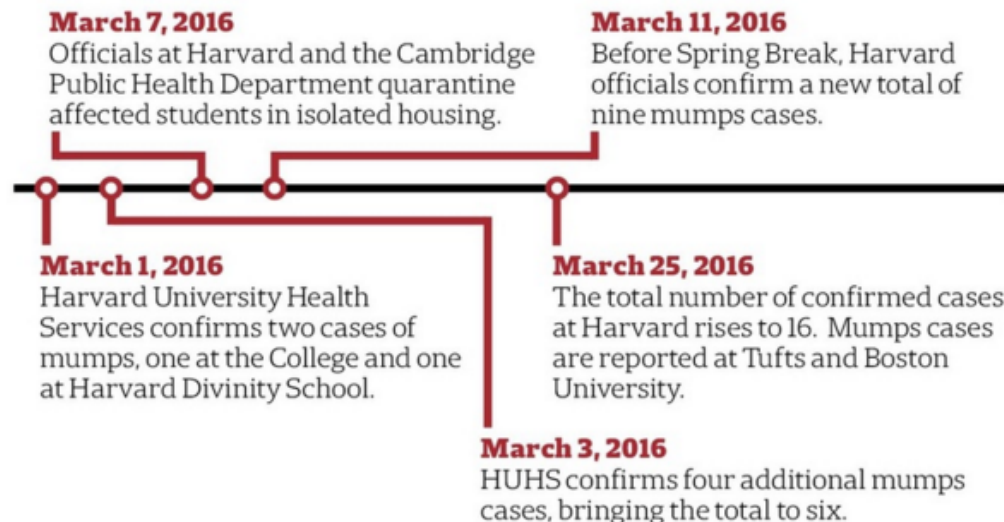 March 7, 2016
Officials at Harvard and the Cambridge
Public Health Department quarantine
affected students in isolated housing.
March 11, 2016
Before Spring Break, Harvard
officials confirm a new total of
nine mumps cases.
March 1, 2016
Harvard University Health
Services confirms two cases of
mumps, one at the College and one
at Harvard Divinity School.
March 25, 2016
The total number of confirmed cases
at Harvard rises to 16.  Mumps cases
are reported at Tufts and Boston
University.
March 3, 2016
HUHS confirms four additional mumps
cases, bringing the total to six.